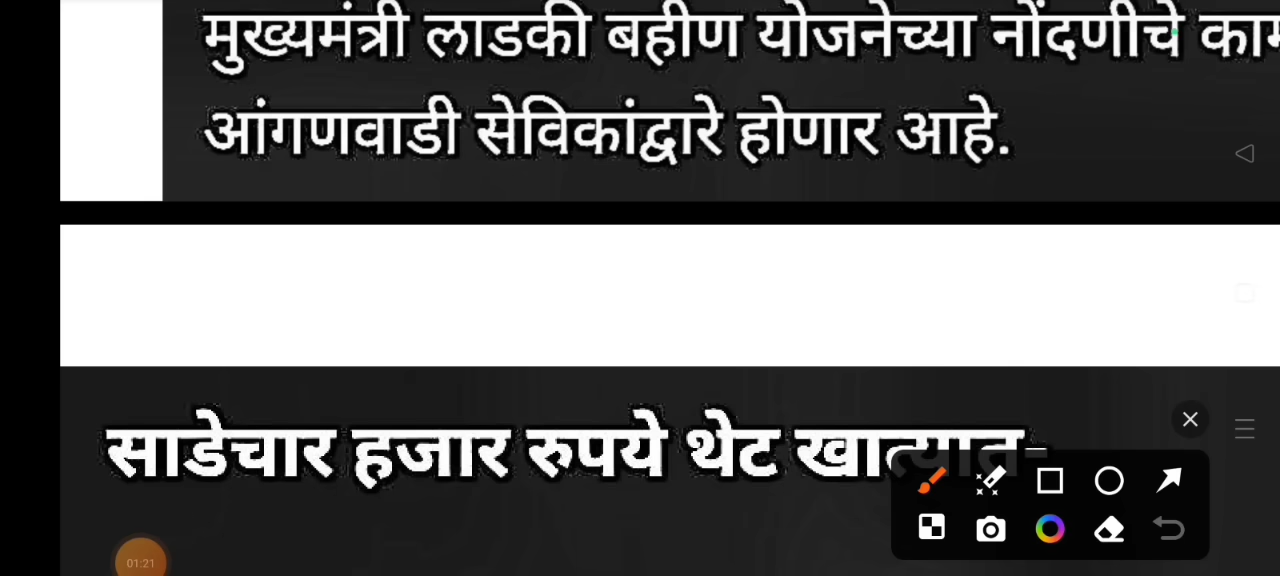 मुख्यमंत्री लाडकी बहीण योजनेच्या नोंदणीचे
आंगणवाडी सेविकांद्वारे होणार आहे.
साडेचार हजार रुपये थेट खात्यात-
01:21